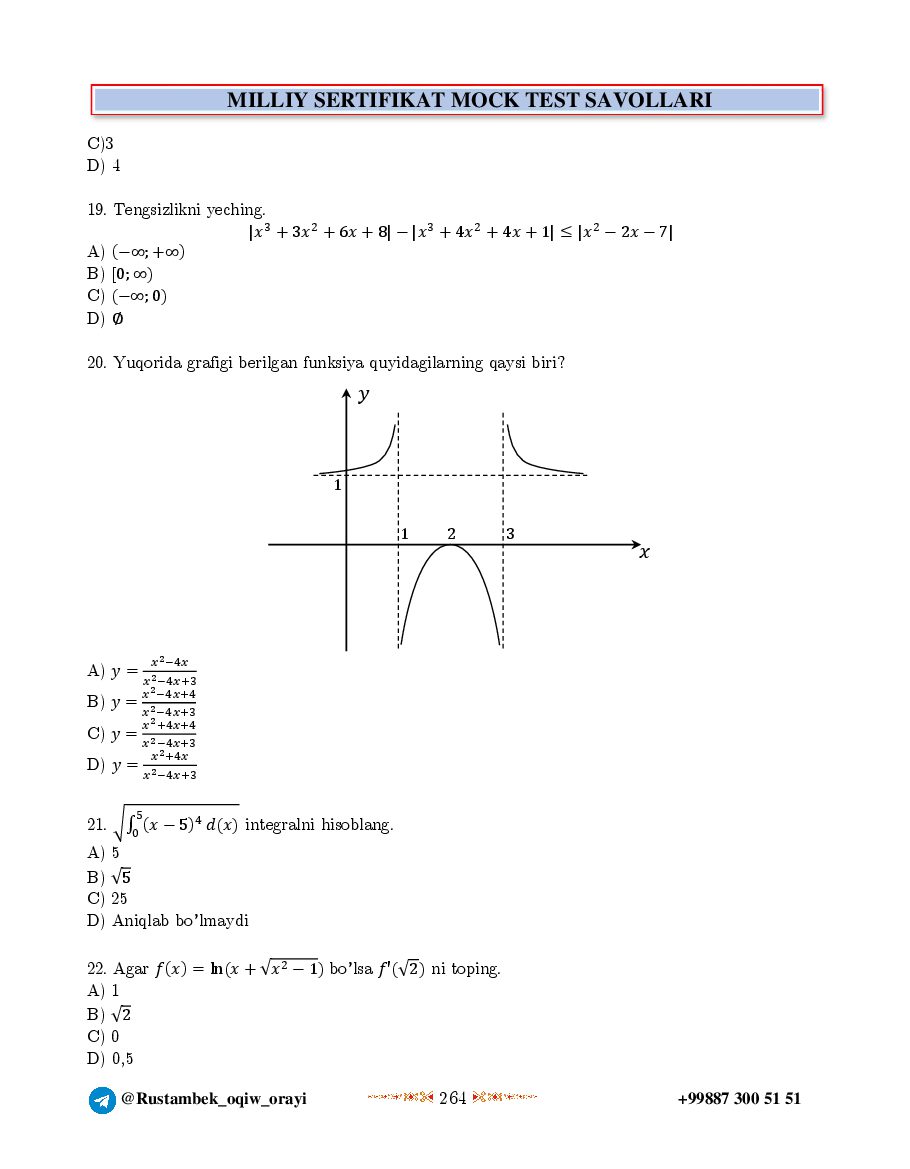 MILLIY SERTIFIKAT MOCK TEST SAVOLLARI
C)3
D) 4
19. Tengsizlikni yeching.
|x³ + 3x² + 6x + 8| − |x³ + 4x² + 4x + 1| ≤ |x² − 2x − 7|
A) (−∞; +∞)
B) [0; ∞)
C) (−∞; 0)
D) ∅
20. Yuqorida grafigi berilgan funksiya quyidagilarning qaysi biri?
y
1
1 2 3
x
A) y = (x²−4x)/(x²−4x+3)
B) y = (x²−4x+4)/(x²−4x+3)
C) y = (x²+4x+4)/(x²−4x+3)
D) y = (x²+4x)/(x²−4x+3)
21. √(∫₀⁵(x − 5)⁴ d(x)) integralni hisoblang.
A) 5
B) √5
C) 25
D) Aniqlab bo’lmaydi
22. Agar f(x) = ln(x + √(x² − 1)) bo’lsa f′(√2) ni toping.
A) 1
B) √2
C) 0
D) 0,5
@Rustambek_oqiw_orayi 264 +99887 300 51 51